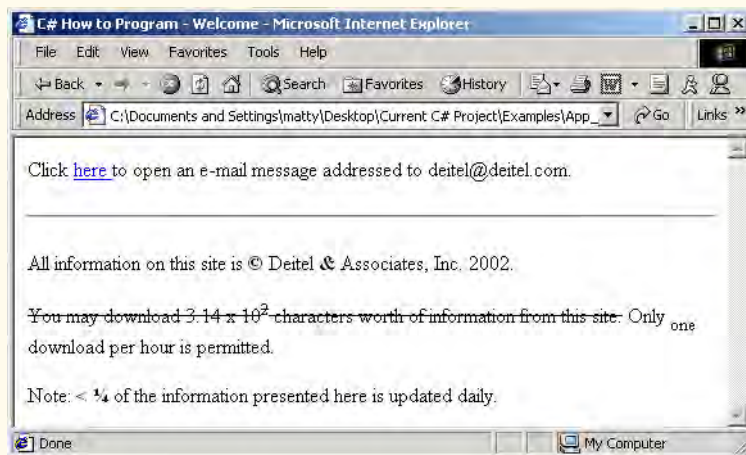 C# How to Program - Welcome - Microsoft Internet Explorer
File Edit View Favorites Tools Help
Back Search Favorites History
Address C:\Documents and Settings\matty\Desktop\Current C# Project\Examples\App_ Go Links »
Click here to open an e-mail message addressed to deitel@deitel.com.
All information on this site is © Deitel & Associates, Inc. 2002.
You may download 3.14 x 10² characters worth of information from this site. Only one
download per hour is permitted.
Note: < ¼ of the information presented here is updated daily.
Done My Computer